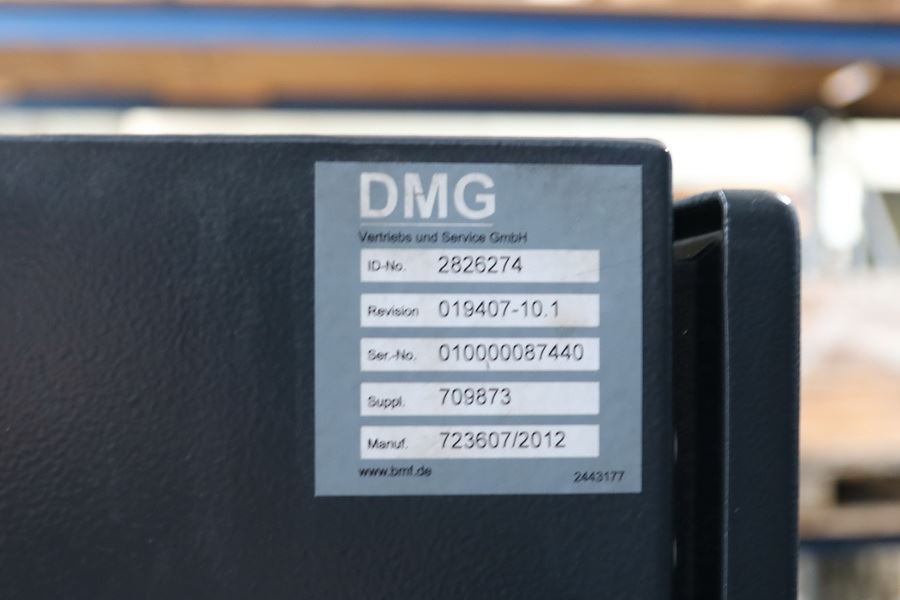 DMG
Vertriebs und Service GmbH
ID-No. 2826274
Revision 019407-10.1
Ser.-No. 010000087440
Suppl. 709873
Manuf. 723607/2012
www.bmf.de 2443177